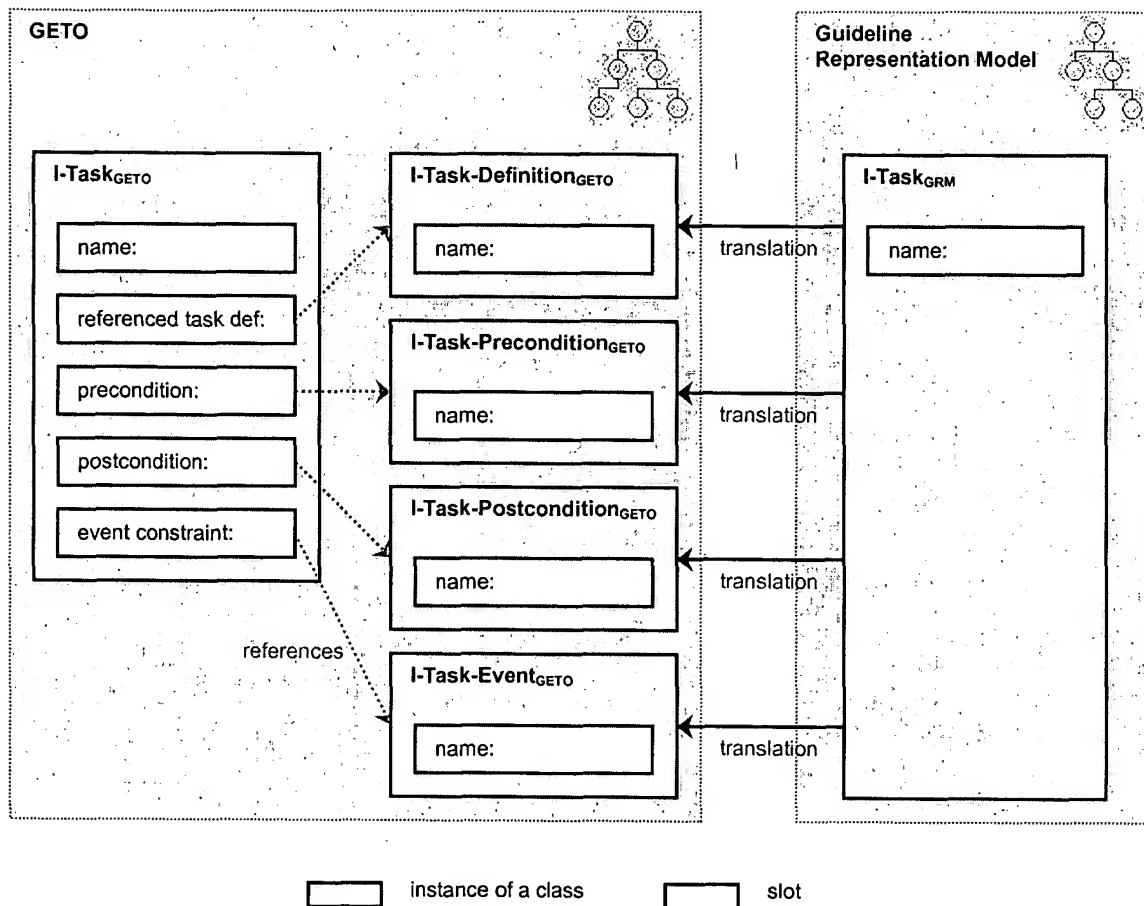 GETO
I-TaskGETO
name:
referenced task def:
precondition:
postcondition:
event constraint:
references
I-Task-DefinitionGETO
name:
I-Task-PreconditionGETO
name:
I-Task-PostconditionGETO
name:
I-Task-EventGETO
name:
translation
translation
translation
translation
Guideline
Representation Model
I-TaskGRM
name:
instance of a class
slot